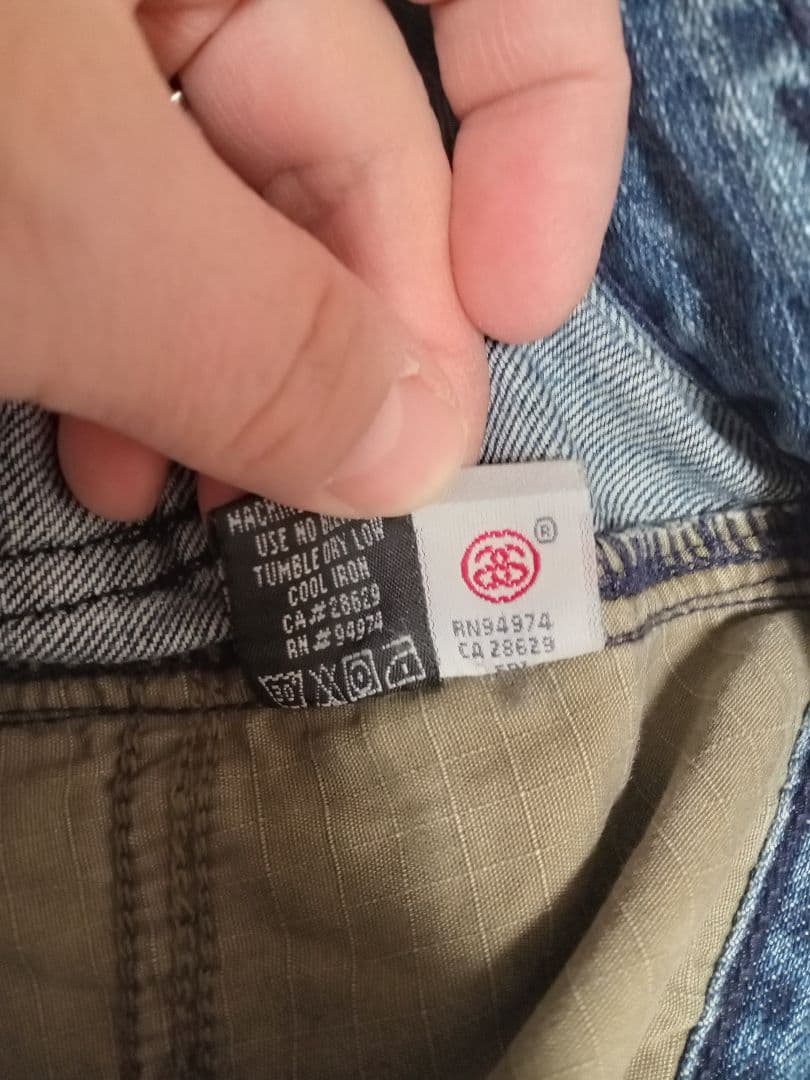 USE NO
TUMBLE DRY LOW
COOL IRON
CA# 28629
RN# 94974
®
RN94974
CA 28629